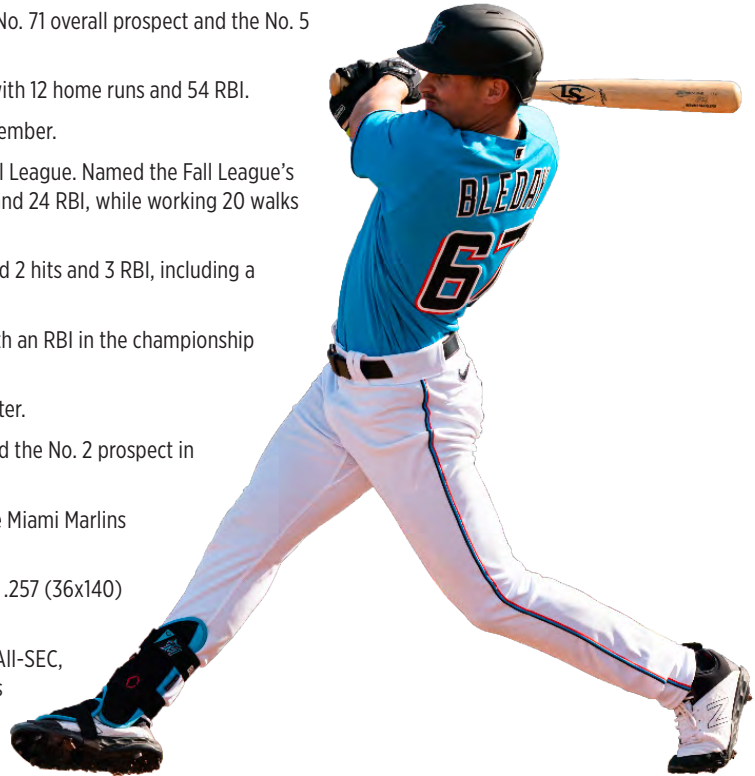 No. 71 overall prospect and the No. 5
with 12 home runs and 54 RBI.
ember.
l League. Named the Fall League's
nd 24 RBI, while working 20 walks
d 2 hits and 3 RBI, including a
th an RBI in the championship
ter.
d the No. 2 prospect in
e Miami Marlins
.257 (36x140)
All-SEC,
s
LS
BLEDAY
67